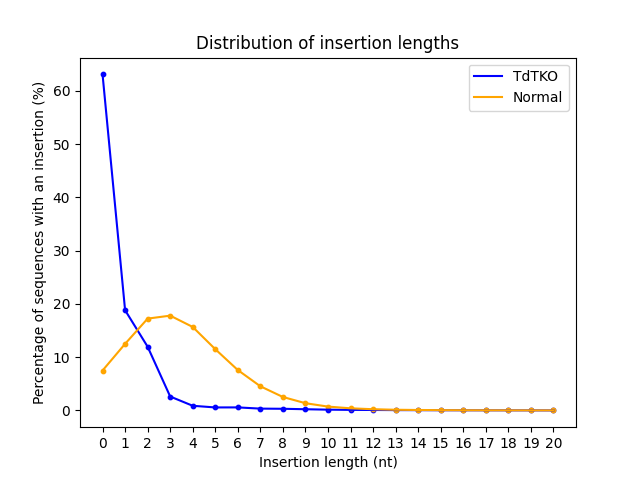 Distribution of insertion lengths
Percentage of sequences with an insertion (%)
60
50
40
30
20
10
0
TdTKO
Normal
0 1 2 3 4 5 6 7 8 9 10 11 12 13 14 15 16 17 18 19 20
Insertion length (nt)